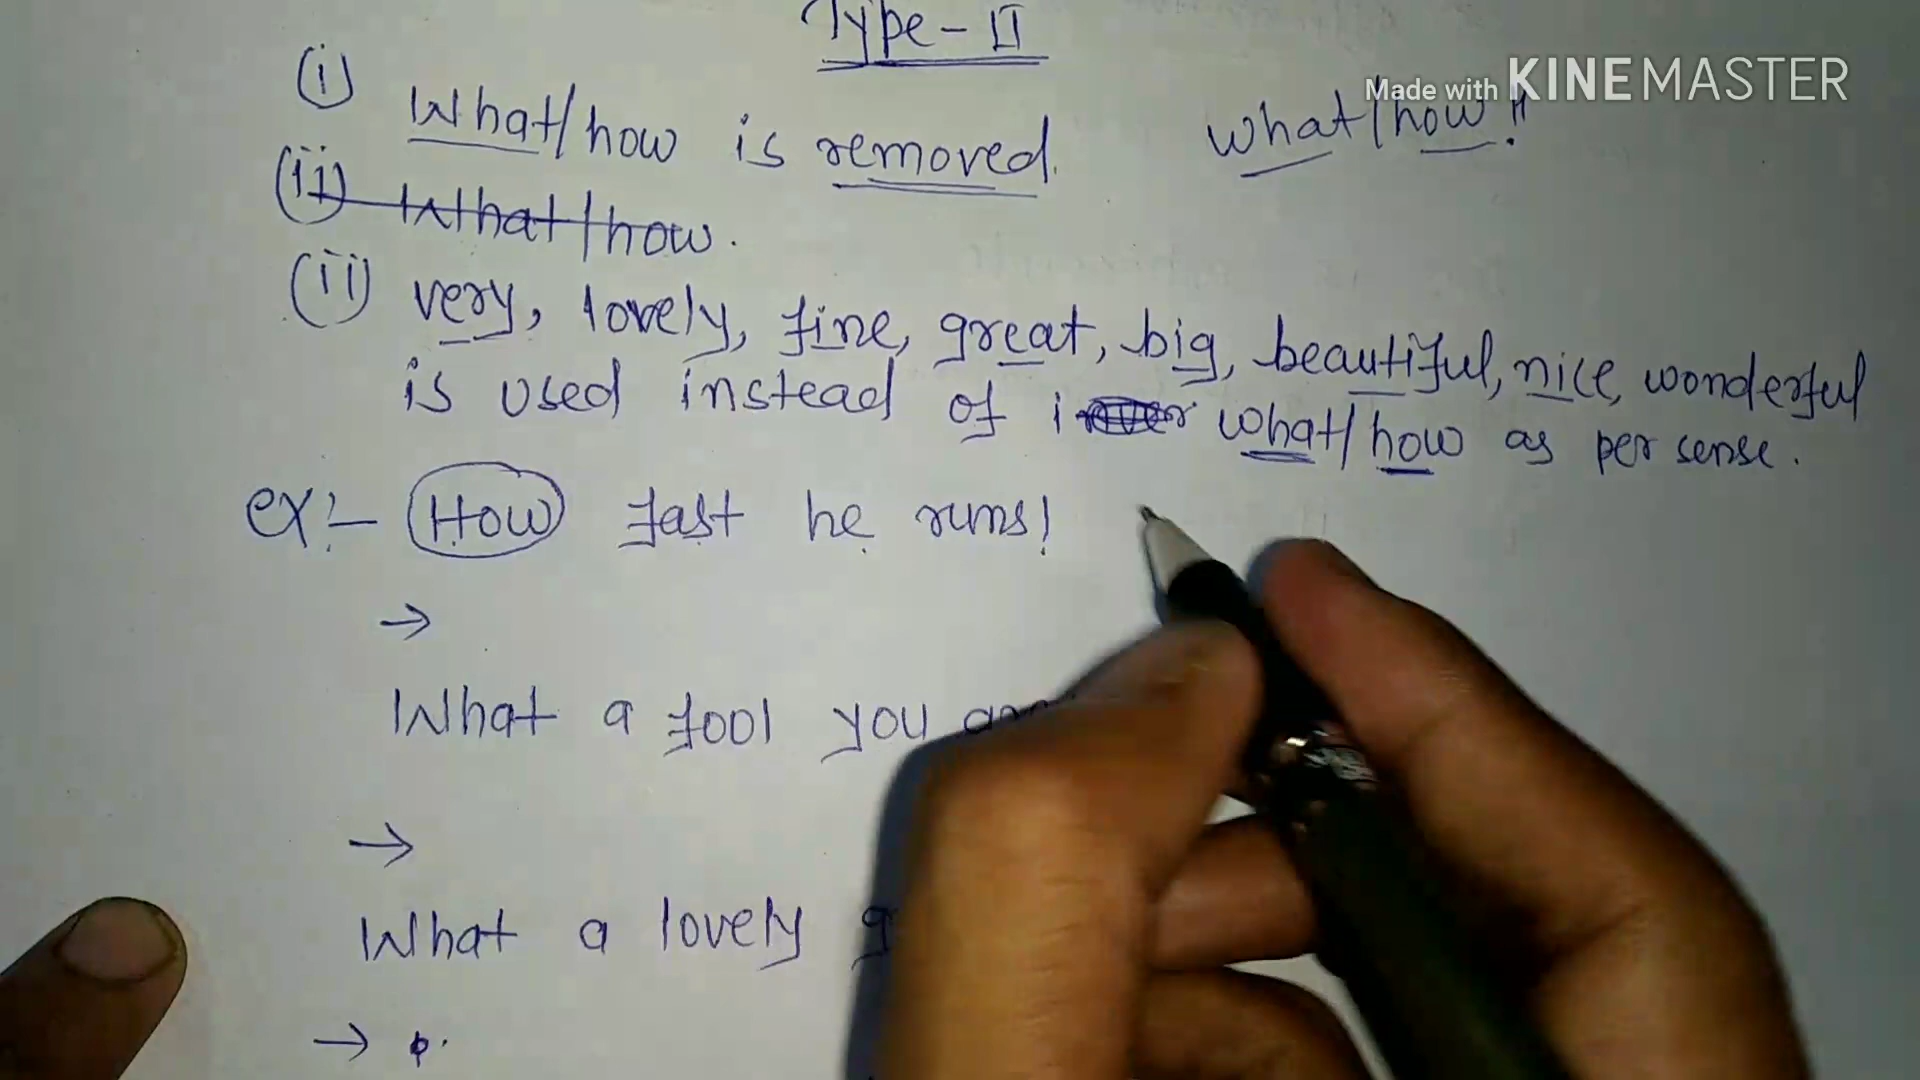 Type - II
Made with KINEMASTER
(i) What/how is removed.
what/how !!
(ii) What/how.
(ii) very, lovely, fine, great, big, beautiful, nice, wonderful
is used instead of what/how as per sense.
ex:- How fast he runs!
→
What a fool you
→
What a lovely
→